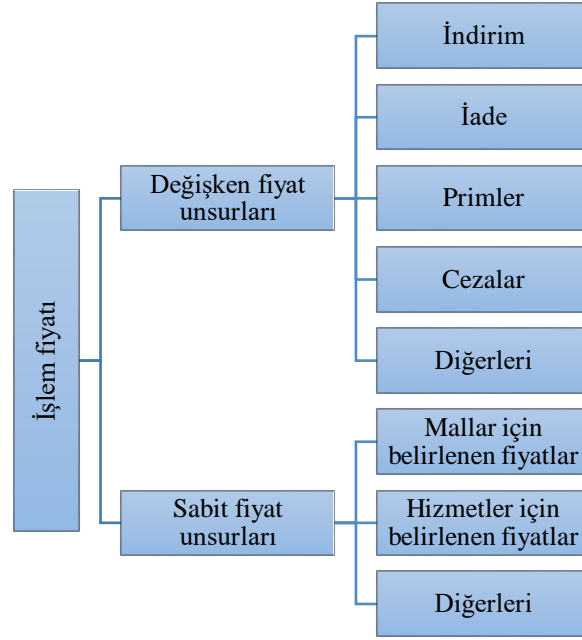 İşlem fiyatı
Değişken fiyat
unsurları
İndirim
İade
Primler
Cezalar
Diğerleri
Sabit fiyat
unsurları
Mallar için
belirlenen fiyatlar
Hizmetler için
belirlenen fiyatlar
Diğerleri